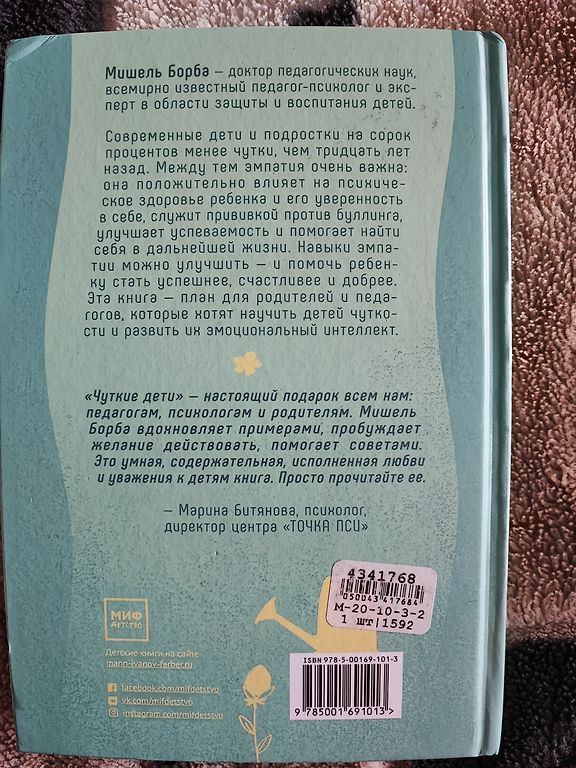 Мишель Борба – доктор педагогических наук,
всемирно известный педагог-психолог и экс-
перт в области защиты и воспитания детей.
Современные дети и подростки на сорок
процентов менее чутки, чем тридцать лет
назад. Между тем эмпатия очень важна:
она положительно влияет на психиче-
ское здоровье ребенка и его уверенность
в себе, служит прививкой против буллинга,
улучшает успеваемость и помогает найти
себя в дальнейшей жизни. Навыки эмпа-
тии можно улучшить – и помочь ребен-
ку стать успешнее, счастливее и добрее.
Эта книга – план для родителей и педа-
гогов, которые хотят научить детей чутко-
сти и развить их эмоциональный интеллект.
«Чуткие дети» – настоящий подарок всем нам:
педагогам, психологам и родителям. Мишель
Борба вдохновляет примерами, пробуждает
желание действовать, помогает советами.
Это умная, содержательная, исполненная любви
и уважения к детям книга. Просто прочитайте ее.
– Марина Битянова, психолог,
директор центра «ТОЧКА ПСИ»
4341768
050043 417684
М-20-10-3-2
1 шт|1592
МИФ
ДЕТСТВО
Детские книги на сайте
mann-ivanov-ferber.ru
facebook.com/mifdetstvo
vk.com/mifdetstvo
instagram.com/mifdetstvo
ISBN 978-5-00169-101-3
9 785001 691013 >